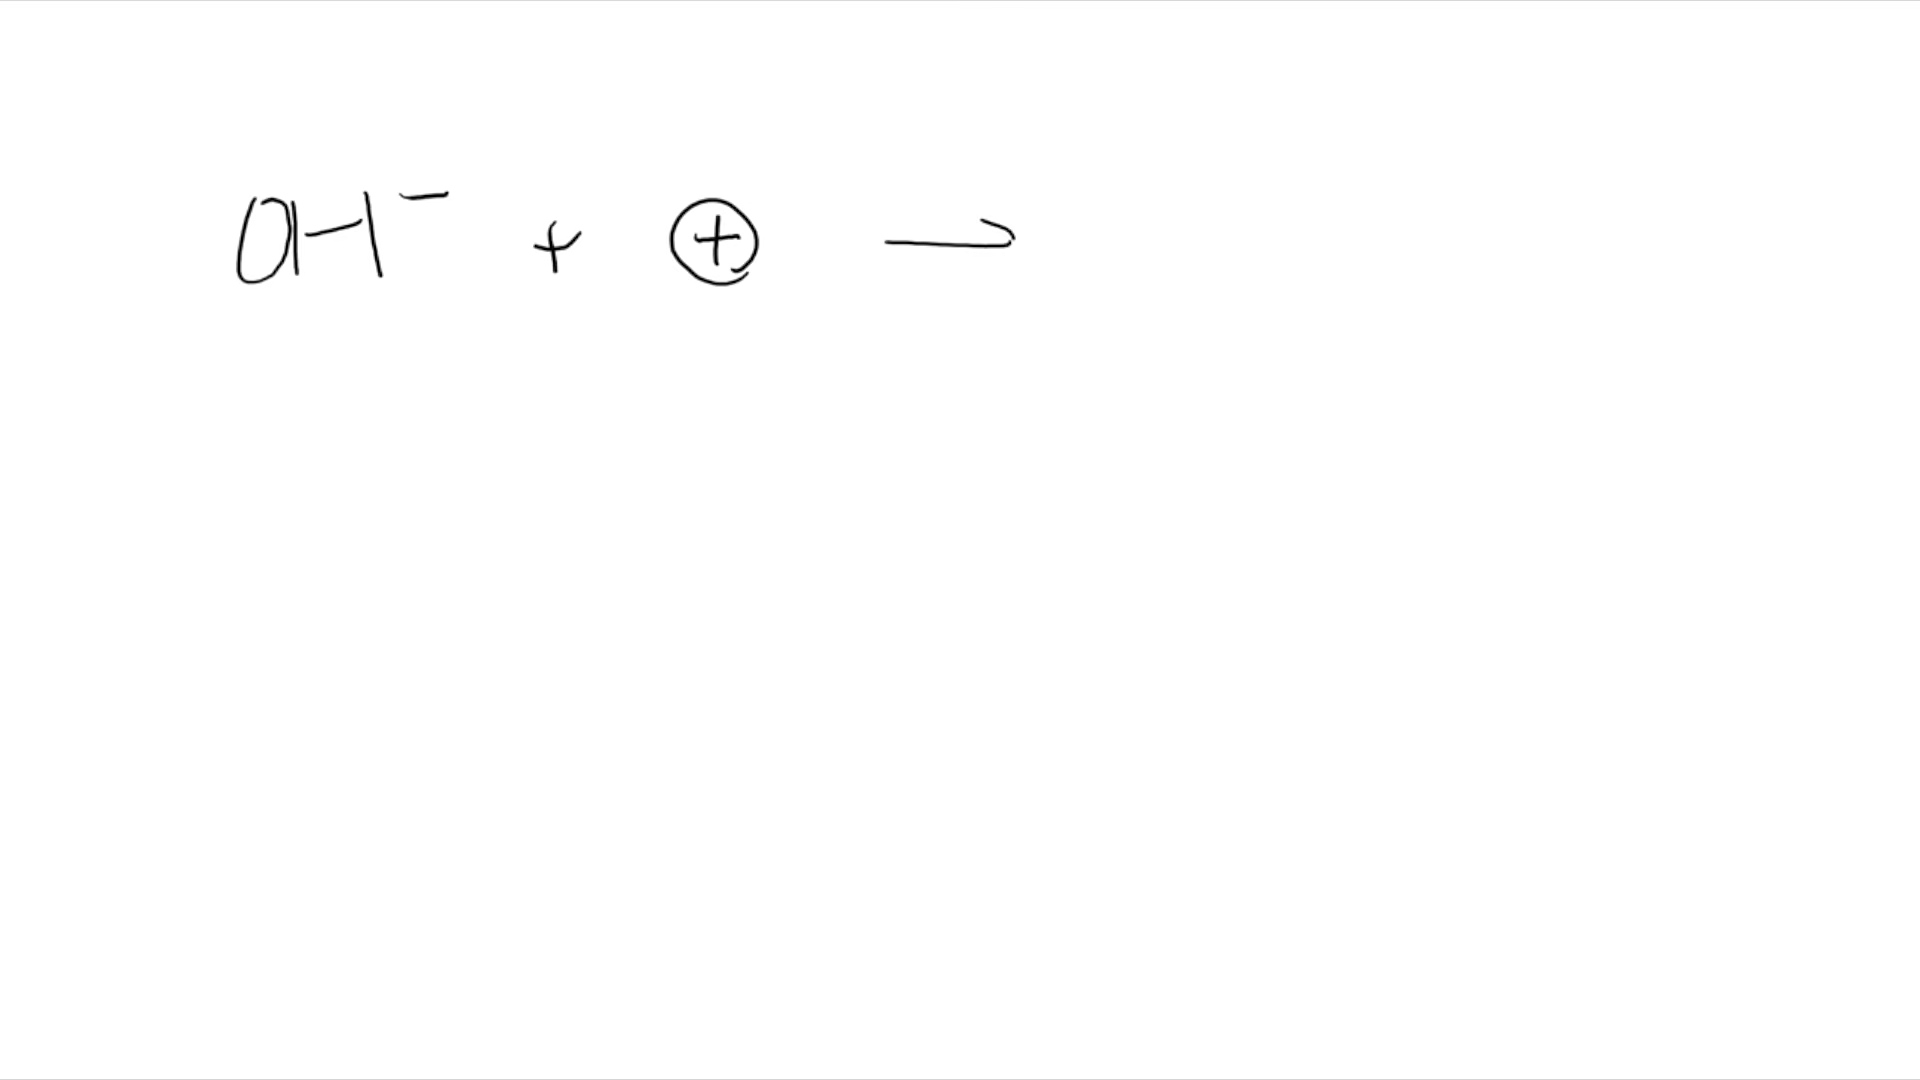 OH⁻ + ⊕ →